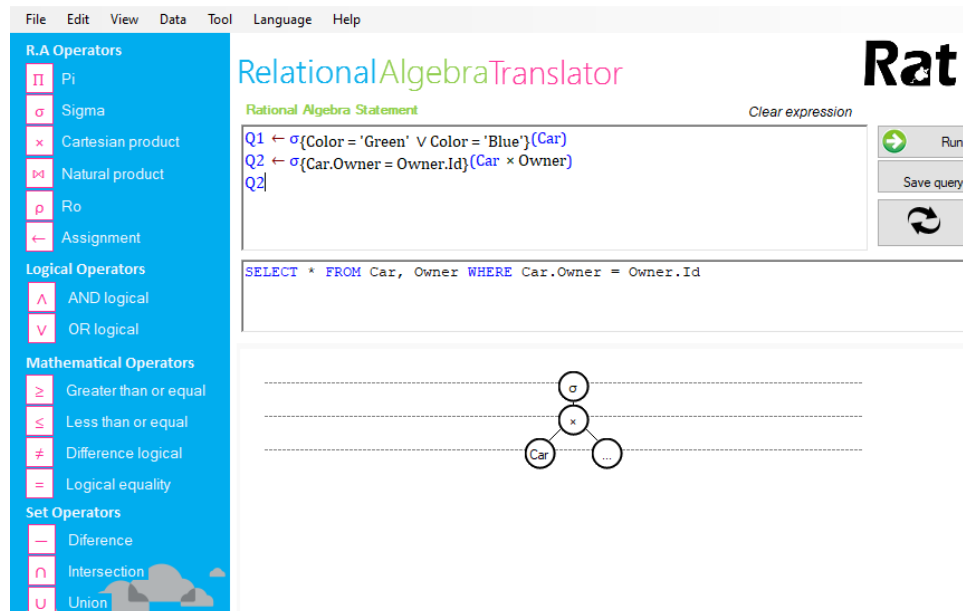 File Edit View Data Tool Language Help
R.A Operators
Π Pi
σ Sigma
× Cartesian product
⋈ Natural product
ρ Ro
← Assignment
Logical Operators
∧ AND logical
∨ OR logical
Mathematical Operators
≥ Greater than or equal
≤ Less than or equal
≠ Difference logical
= Logical equality
Set Operators
— Diference
∩ Intersection
∪ Union
RelationalAlgebraTranslator
Rat
Rational Algebra Statement
Clear expression
Q1 ← σ{Color = 'Green' ∨ Color = 'Blue'}(Car)
Q2 ← σ{Car.Owner = Owner.Id}(Car × Owner)
Q2
Run
Save query
SELECT * FROM Car, Owner WHERE Car.Owner = Owner.Id
σ
×
Car ...